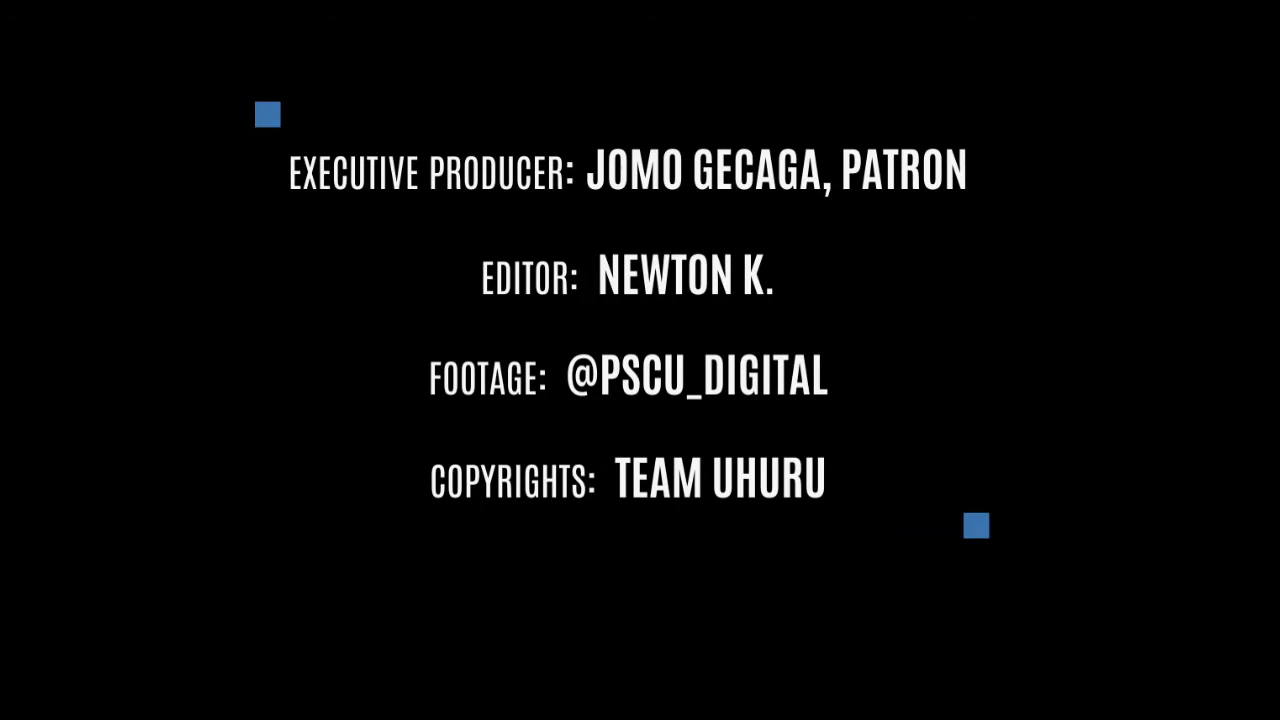 EXECUTIVE PRODUCER: JOMO GECAGA, PATRON
EDITOR: NEWTON K.
FOOTAGE: @PSCU_DIGITAL
COPYRIGHTS: TEAM UHURU